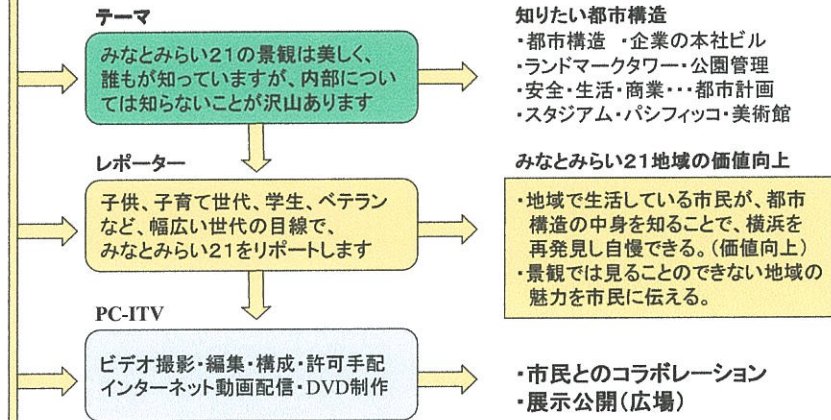 テーマ
みなとみらい21の景観は美しく、
誰もが知っていますが、内部につい
ては知らないことが沢山あります
知りたい都市構造
・都市構造 ・企業の本社ビル
・ランドマークタワー・公園管理
・安全・生活・商業・・・都市計画
・スタジアム・パシフィッコ・美術館
レポーター
子供、子育て世代、学生、ベテラン
など、幅広い世代の目線で、
みなとみらい21をリポートします
みなとみらい21地域の価値向上
・地域で生活している市民が、都市
構造の中身を知ることで、横浜を
再発見し自慢できる。(価値向上)
・景観では見ることのできない地域の
魅力を市民に伝える。
PC-ITV
ビデオ撮影・編集・構成・許可手配
インターネット動画配信・DVD制作
・市民とのコラボレーション
・展示公開(広場)